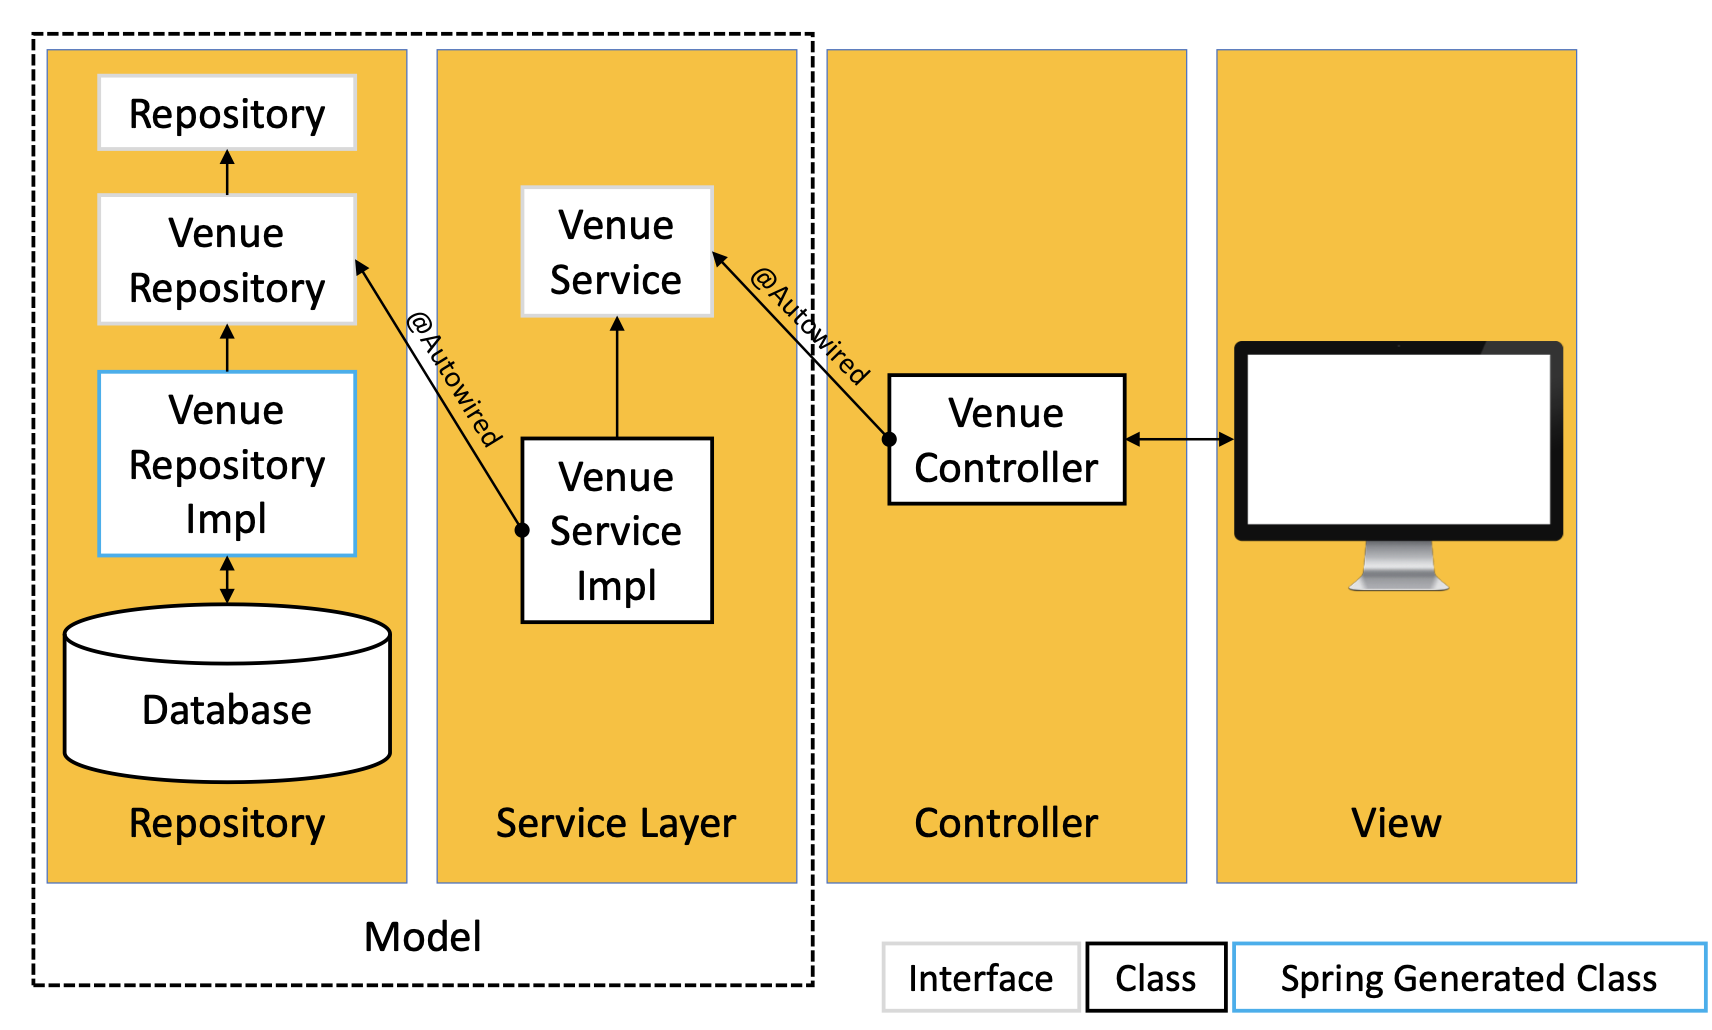 Repository
Venue
Repository
Venue
Repository
Impl
Database
Repository
@Autowired
Venue
Service
Venue
Service
Impl
Service Layer
@Autowired
Venue
Controller
Controller
View
Model
Interface
Class
Spring Generated Class